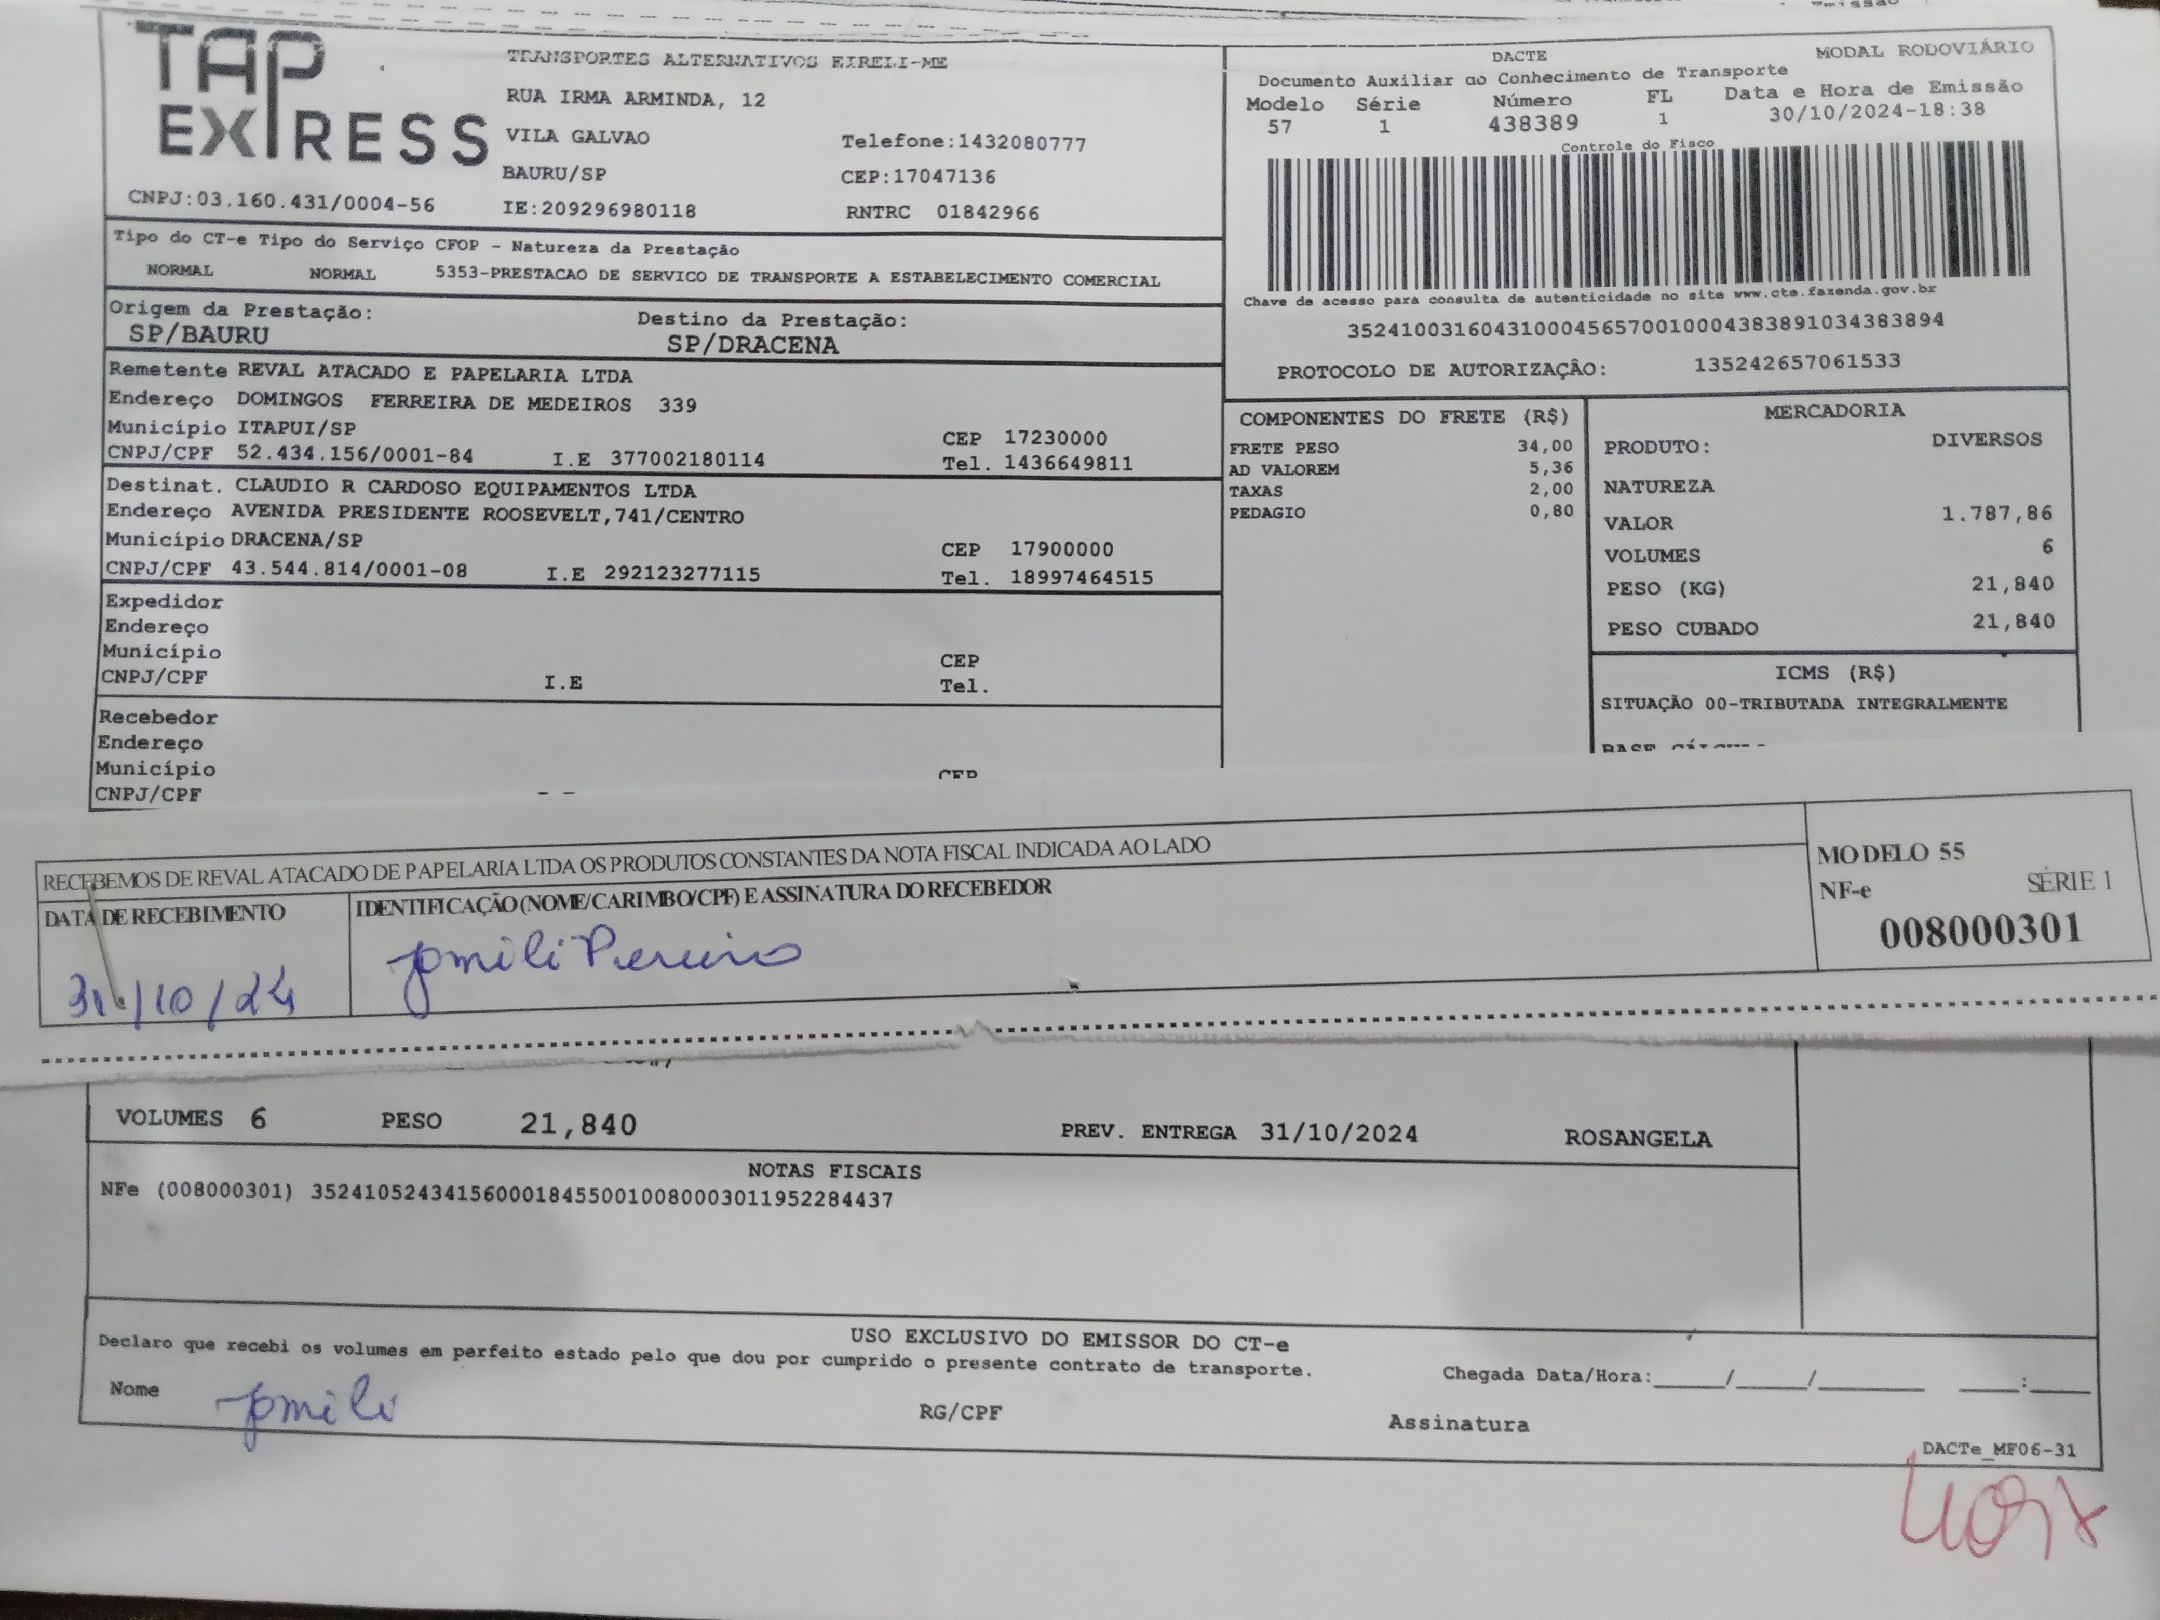 TAP EXPRESS
TRANSPORTES ALTERNATIVOS EIRELI-ME
RUA IRMA ARMINDA, 12
VILA GALVAO Telefone:1432080777
BAURU/SP CEP:17047136
CNPJ:03.160.431/0004-56 IE:209296980118 RNTRC 01842966
DACTE MODAL RODOVIÁRIO
Documento Auxiliar ao Conhecimento de Transporte
Modelo Série Número FL Data e Hora de Emissão
57 1 438389 1 30/10/2024-18:38
Controle do Fisco
Chave de acesso para consulta de autenticidade no site www.cte.fazenda.gov.br
35241003160431000456570010004383891034383894
PROTOCOLO DE AUTORIZAÇÂO: 135242657061533
Tipo do CT-e Tipo do Serviço CFOP - Natureza da Prestação
NORMAL NORMAL 5353-PRESTACAO DE SERVICO DE TRANSPORTE A ESTABELECIMENTO COMERCIAL
Origem da Prestação: Destino da Prestação:
SP/BAURU SP/DRACENA
Remetente REVAL ATACADO E PAPELARIA LTDA
Endereço DOMINGOS FERREIRA DE MEDEIROS 339
Município ITAPUI/SP CEP 17230000
CNPJ/CPF 52.434.156/0001-84 I.E 377002180114 Tel. 1436649811
Destinat. CLAUDIO R CARDOSO EQUIPAMENTOS LTDA
Endereço AVENIDA PRESIDENTE ROOSEVELT,741/CENTRO
Município DRACENA/SP CEP 17900000
CNPJ/CPF 43.544.814/0001-08 I.E 292123277115 Tel. 18997464515
Expedidor
Endereço
Município CEP
CNPJ/CPF I.E Tel.
Recebedor
Endereço
Município CEP
CNPJ/CPF
COMPONENTES DO FRETE (R$)
FRETE PESO 34,00
AD VALOREM 5,36
TAXAS 2,00
PEDAGIO 0,80
MERCADORIA
PRODUTO: DIVERSOS
NATUREZA
VALOR 1.787,86
VOLUMES 6
PESO (KG) 21,840
PESO CUBADO 21,840
ICMS (R$)
SITUAÇÃO 00-TRIBUTADA INTEGRALMENTE
RECEBEMOS DE REVAL ATACADO DE PAPELARIA LTDA OS PRODUTOS CONSTANTES DA NOTA FISCAL INDICADA AO LADO
DATA DE RECEBIMENTO IDENTIFICAÇÃO (NOME/CARIMBO/CPF) E ASSINATURA DO RECEBEDOR
31/10/24
MODELO 55
NF-e SÉRIE 1
008000301
VOLUMES 6 PESO 21,840 PREV. ENTREGA 31/10/2024 ROSANGELA
NOTAS FISCAIS
NFe (008000301) 35241052434156000184550010080003011952284437
USO EXCLUSIVO DO EMISSOR DO CT-e
Declaro que recebi os volumes em perfeito estado pelo que dou por cumprido o presente contrato de transporte.
Chegada Data/Hora:_____/_____/________ _____:_____
Nome RG/CPF Assinatura
DACTe_MF06-31